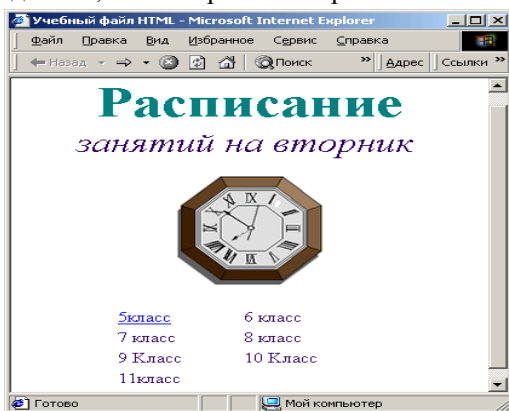 Учебный файл HTML - Microsoft Internet Explorer
Файл Правка Вид Избранное Сервис Справка
Назад Поиск » Адрес Ссылки »
Расписание
занятий на вторник
5класс 6 класс
7 класс 8 класс
9 Класс 10 Класс
11класс
Готово Мой компьютер